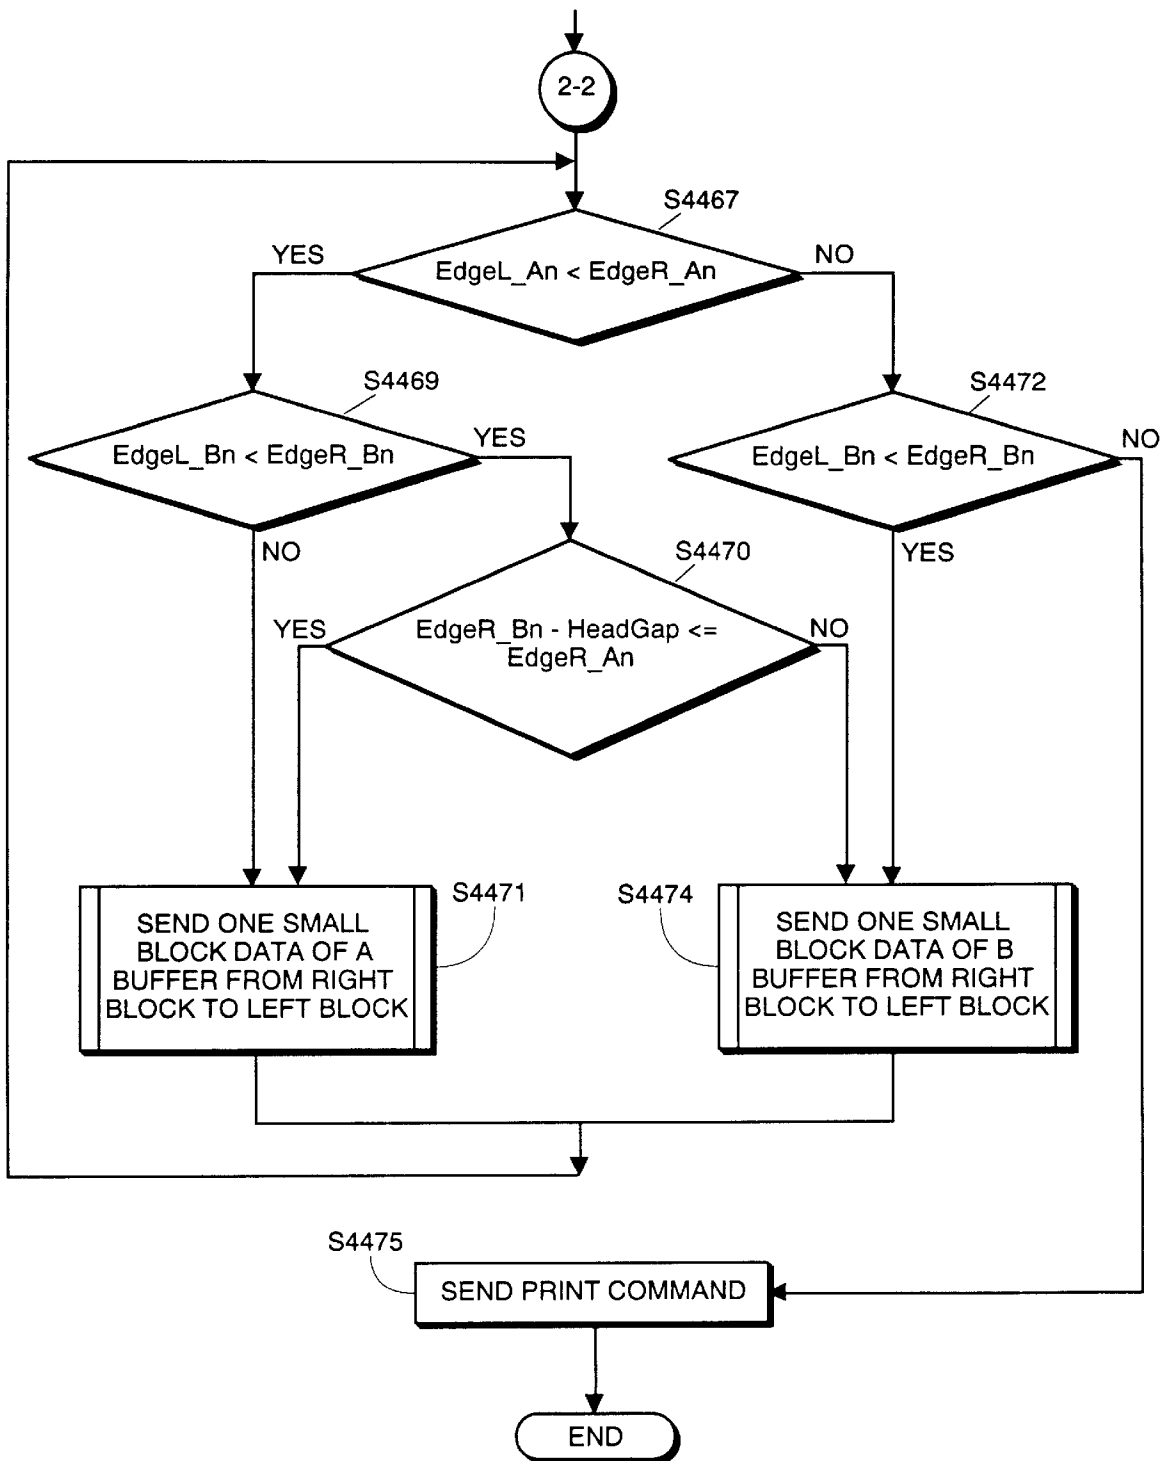 2-2
S4467
YES
NO
EdgeL_An < EdgeR_An
S4469
S4472
EdgeL_Bn < EdgeR_Bn
YES
EdgeL_Bn < EdgeR_Bn
NO
NO
YES
S4470
YES
NO
EdgeR_Bn - HeadGap <=
EdgeR_An
S4471
S4474
SEND ONE SMALL
BLOCK DATA OF A
BUFFER FROM RIGHT
BLOCK TO LEFT BLOCK
SEND ONE SMALL
BLOCK DATA OF B
BUFFER FROM RIGHT
BLOCK TO LEFT BLOCK
S4475
SEND PRINT COMMAND
END